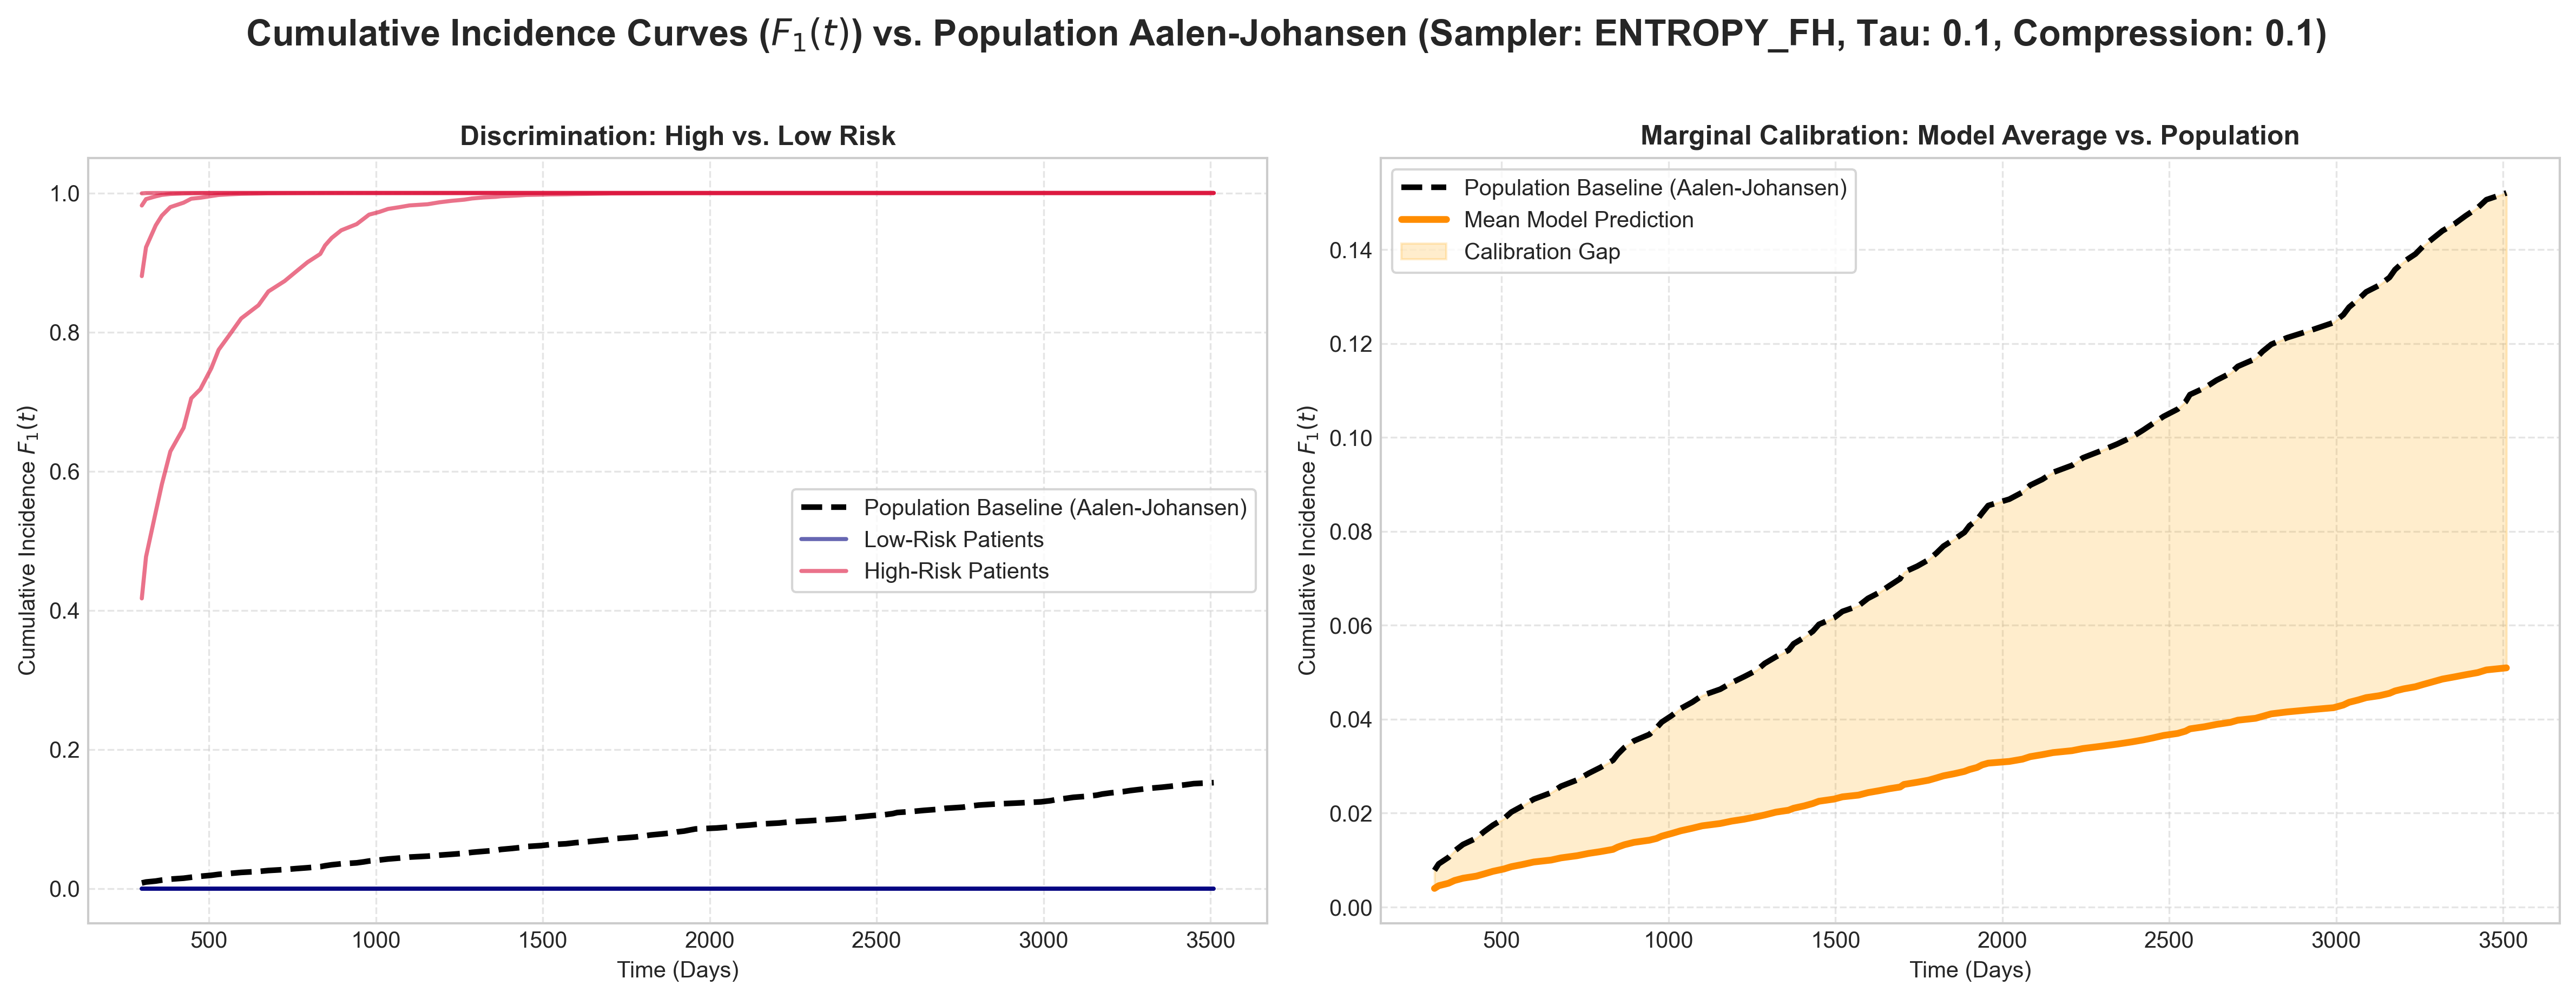 Cumulative Incidence Curves (F₁(t)) vs. Population Aalen-Johansen (Sampler: ENTROPY_FH, Tau: 0.1, Compression: 0.1)
Discrimination: High vs. Low Risk
Cumulative Incidence F₁(t)
1.0
0.8
0.6
0.4
0.2
0.0
Population Baseline (Aalen-Johansen)
Low-Risk Patients
High-Risk Patients
500 1000 1500 2000 2500 3000 3500
Time (Days)
Marginal Calibration: Model Average vs. Population
Cumulative Incidence F₁(t)
Population Baseline (Aalen-Johansen)
Mean Model Prediction
Calibration Gap
0.14
0.12
0.10
0.08
0.06
0.04
0.02
0.00
500 1000 1500 2000 2500 3000 3500
Time (Days)